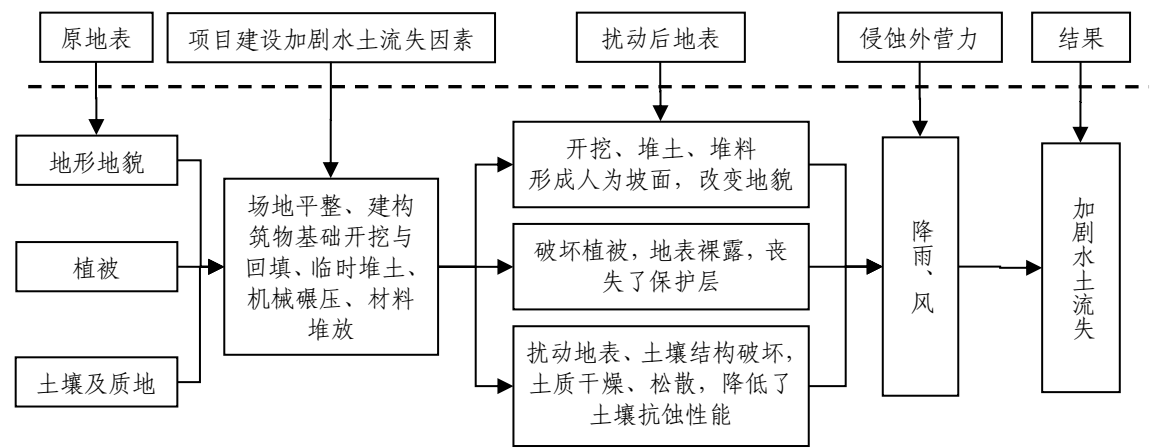 原地表
项目建设加剧水土流失因素
扰动后地表
侵蚀外营力
结果
地形地貌
植被
土壤及质地
场地平整、建构
筑物基础开挖与
回填、临时堆土、
机械碾压、材料
堆放
开挖、堆土、堆料
形成人为坡面，改变地貌
破坏植被，地表裸露，丧
失了保护层
扰动地表、土壤结构破坏，
土质干燥、松散，降低了
土壤抗蚀性能
降雨、风
加剧水土流失